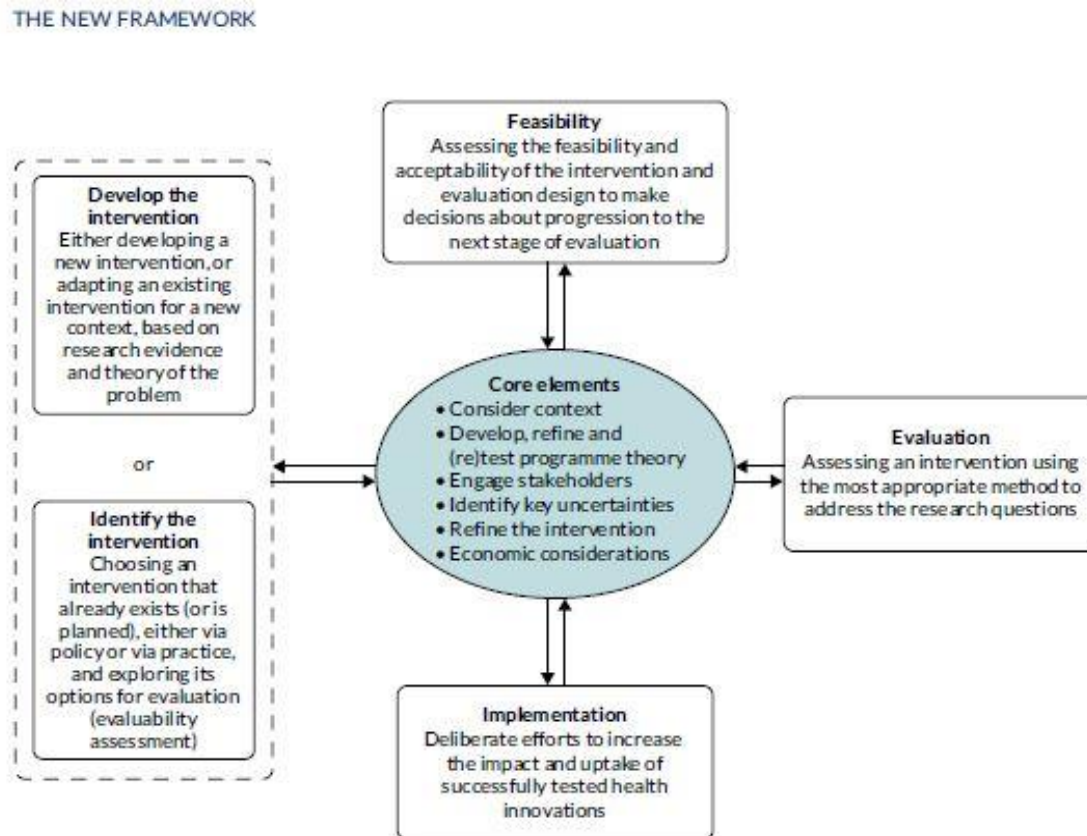 THE NEW FRAMEWORK
Feasibility
Assessing the feasibility and
acceptability of the intervention and
evaluation design to make
decisions about progression to the
next stage of evaluation
Develop the
intervention
Either developing a
new intervention, or
adapting an existing
intervention for a new
context, based on
research evidence
and theory of the
problem
or
Identify the
intervention
Choosing an
intervention that
already exists (or is
planned), either via
policy or via practice,
and exploring its
options for evaluation
(evaluability
assessment)
Core elements
• Consider context
• Develop, refine and
(re)test programme theory
• Engage stakeholders
• Identify key uncertainties
• Refine the intervention
• Economic considerations
Evaluation
Assessing an intervention using
the most appropriate method to
address the research questions
Implementation
Deliberate efforts to increase
the impact and uptake of
successfully tested health
innovations